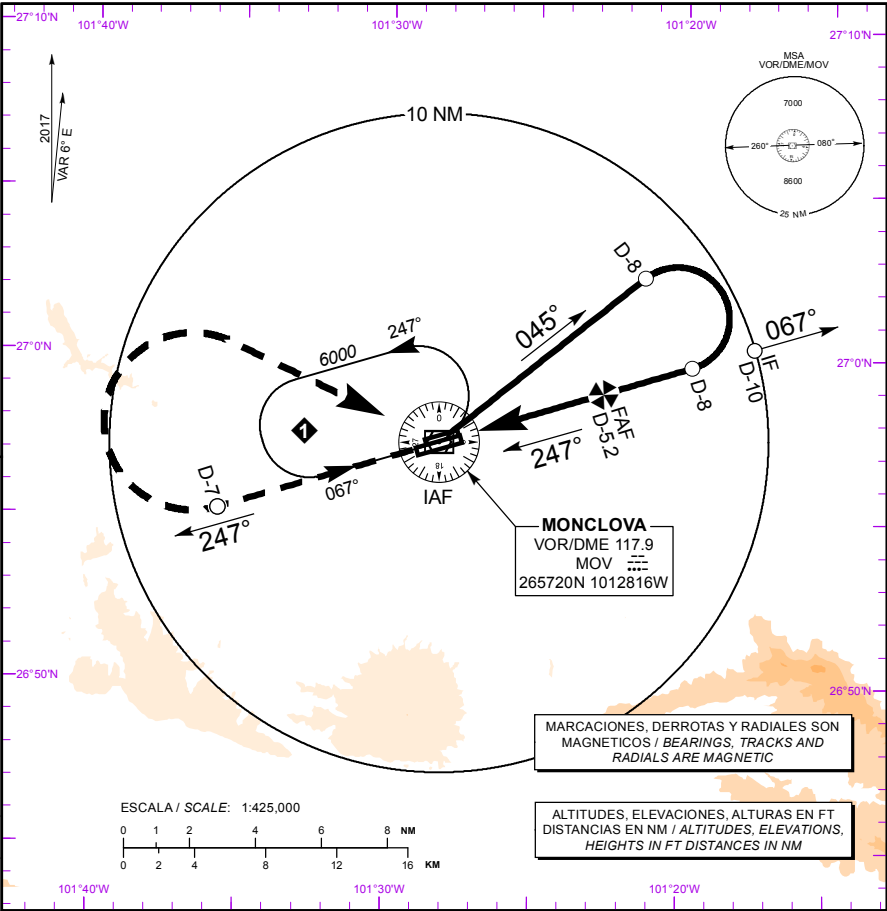 27°10'N
101°40'W
101°30'W
101°20'W
27°10'N
MSA
VOR/DME/MOV
7000
260°
080°
8600
25 NM
2017
VAR 6° E
10 NM
D-8
045°
067°
IF
D-10
D-8
27°0'N
27°0'N
247°
6000
1
FAF
D-5.2
247°
0
18
27
IAF
067°
D-7
247°
MONCLOVA
VOR/DME 117.9
MOV
265720N 1012816W
26°50'N
26°50'N
MARCACIONES, DERROTAS Y RADIALES SON
MAGNETICOS / BEARINGS, TRACKS AND
RADIALS ARE MAGNETIC
ESCALA / SCALE: 1:425,000
0 1 2 4 6 8 NM
0 2 4 8 12 16 KM
ALTITUDES, ELEVACIONES, ALTURAS EN FT
DISTANCIAS EN NM / ALTITUDES, ELEVATIONS,
HEIGHTS IN FT DISTANCES IN NM
101°40'W
101°30'W
101°20'W